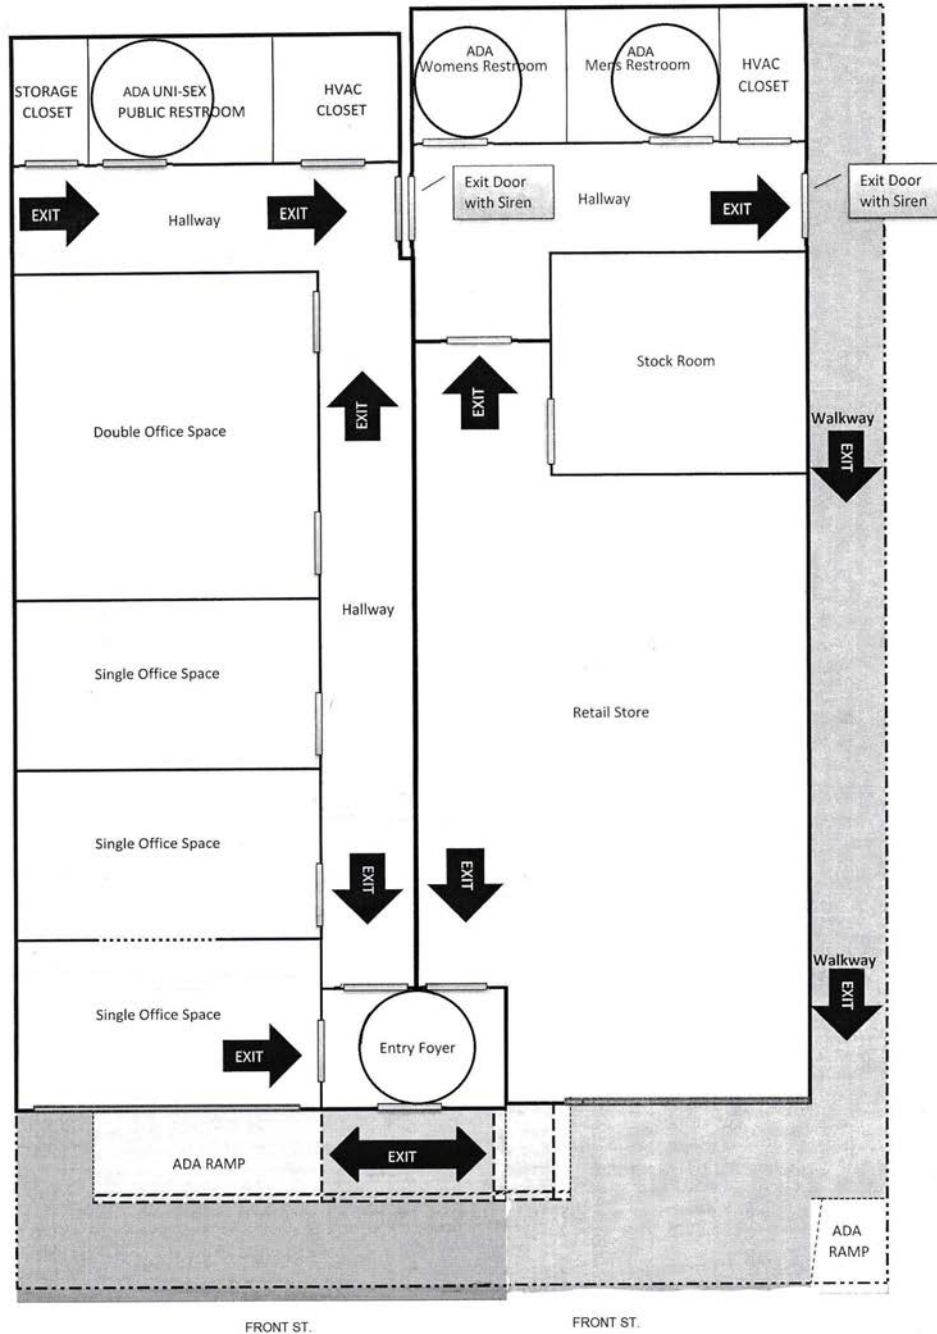 STORAGE
CLOSET
ADA UNI-SEX
PUBLIC RESTROOM
HVAC
CLOSET
ADA
Womens Restroom
ADA
Mens Restroom
HVAC
CLOSET
EXIT
Hallway
EXIT
Exit Door
with Siren
Hallway
EXIT
Exit Door
with Siren
Double Office Space
EXIT
EXIT
Stock Room
Walkway
EXIT
Hallway
Single Office Space
Retail Store
Single Office Space
EXIT
EXIT
Single Office Space
EXIT
Entry Foyer
Walkway
EXIT
ADA RAMP
EXIT
ADA
RAMP
FRONT ST.
FRONT ST.